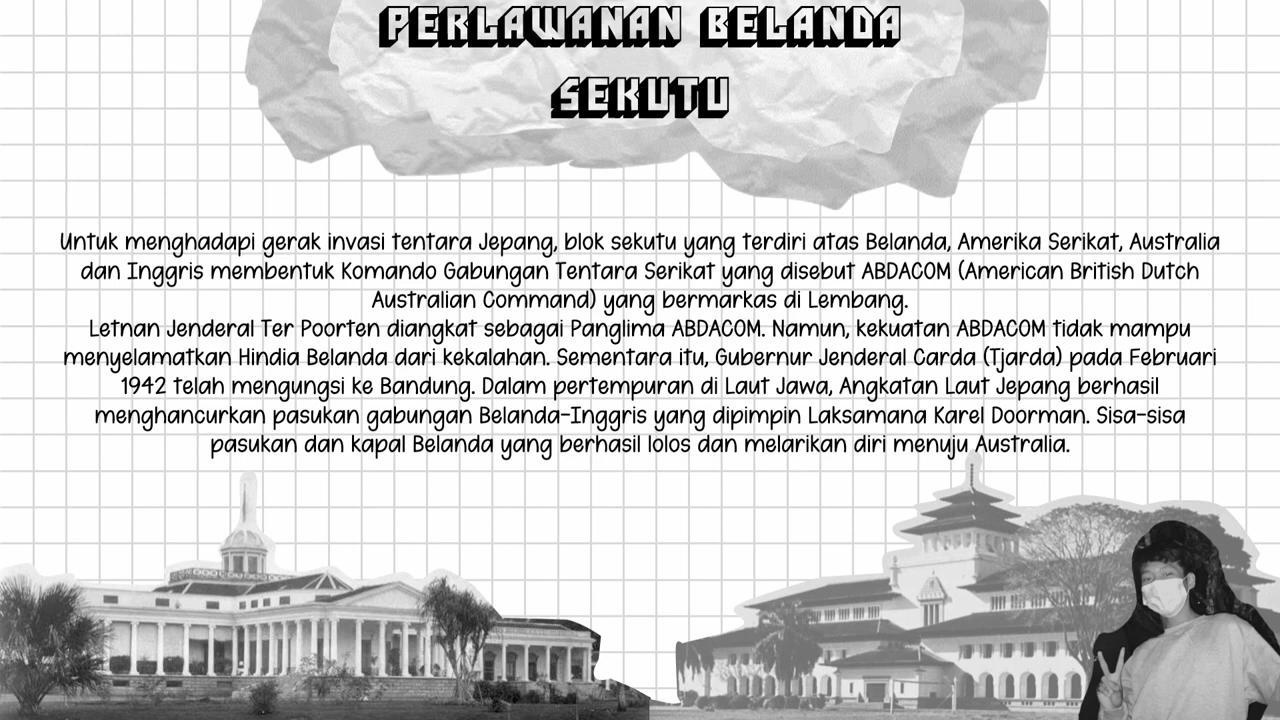 PERLAWANAN BELANDA
SEKUTU
Untuk menghadapi gerak invasi tentara Jepang, blok sekutu yang terdiri atas Belanda, Amerika Serikat, Australia
dan Inggris membentuk Komando Gabungan Tentara Serikat yang disebut ABDACOM (American British Dutch
Australian Command) yang bermarkas di Lembang.
Letnan Jenderal Ter Poorten diangkat sebagai Panglima ABDACOM. Namun, kekuatan ABDACOM tidak mampu
menyelamatkan Hindia Belanda dari kekalahan. Sementara itu, Gubernur Jenderal Carda (Tjarda) pada Februari
1942 telah mengungsi ke Bandung. Dalam pertempuran di Laut Jawa, Angkatan Laut Jepang berhasil
menghancurkan pasukan gabungan Belanda-Inggris yang dipimpin Laksamana Karel Doorman. Sisa-sisa
pasukan dan kapal Belanda yang berhasil lolos dan melarikan diri menuju Australia.